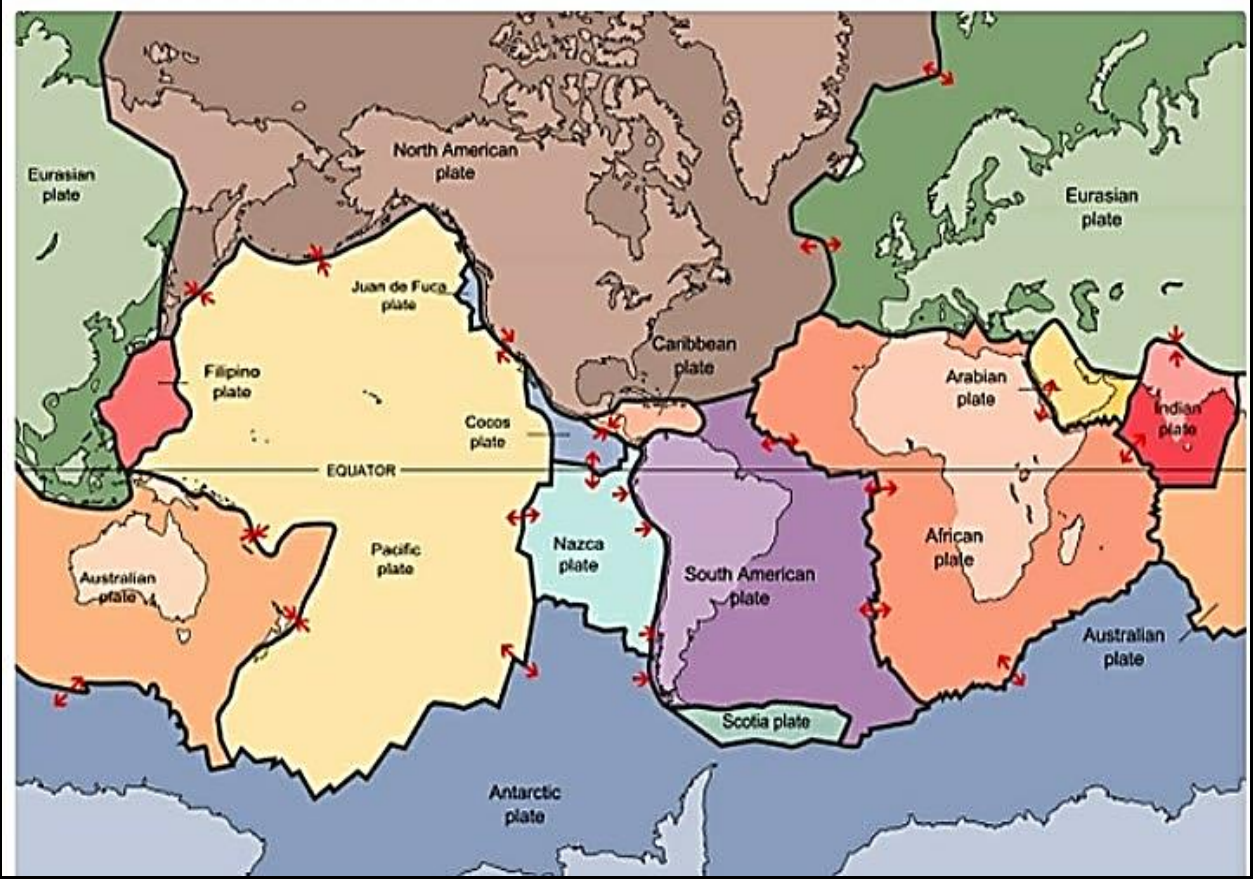 North American
plate
Eurasian
plate
Eurasian
plate
Juan de Fuca
plate
Caribbean
plate
Filipino
plate
Arabian
plate
Indian
plate
Cocos
plate
EQUATOR
Nazca
plate
Pacific
plate
African
plate
Australian
plate
South American
plate
Australian
plate
Scotia plate
Antarctic
plate